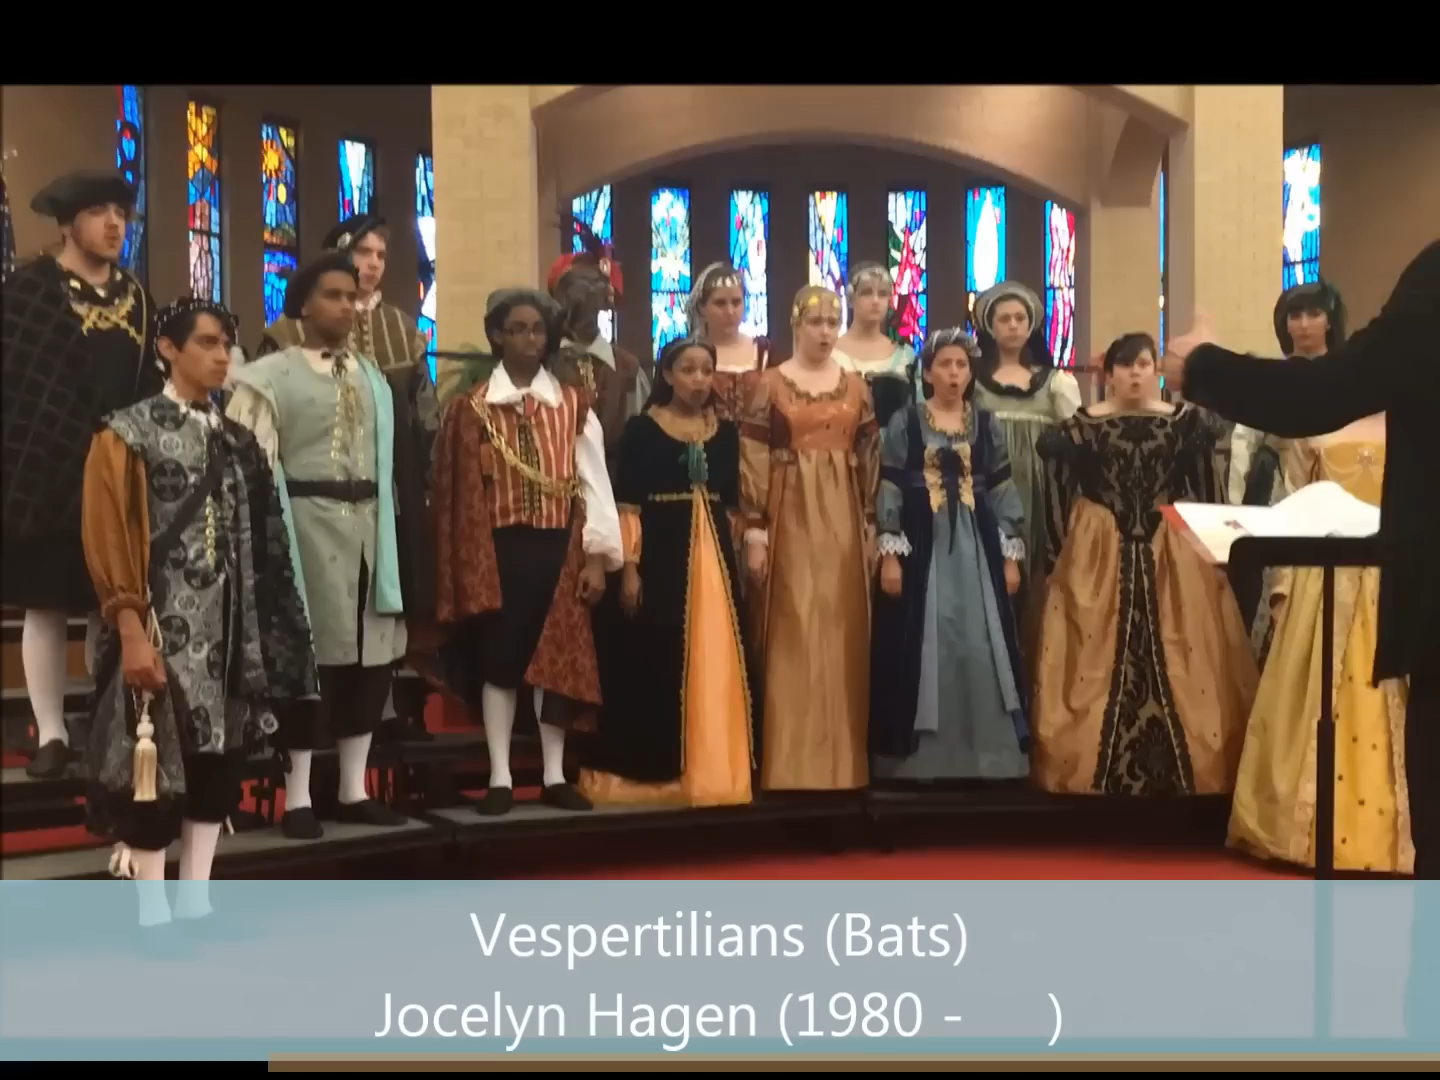 Vespertilians (Bats)
Jocelyn Hagen (1980 -     )